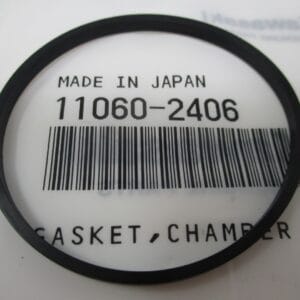 MADE IN JAPAN
11060-2406
GASKET,CHAMBER